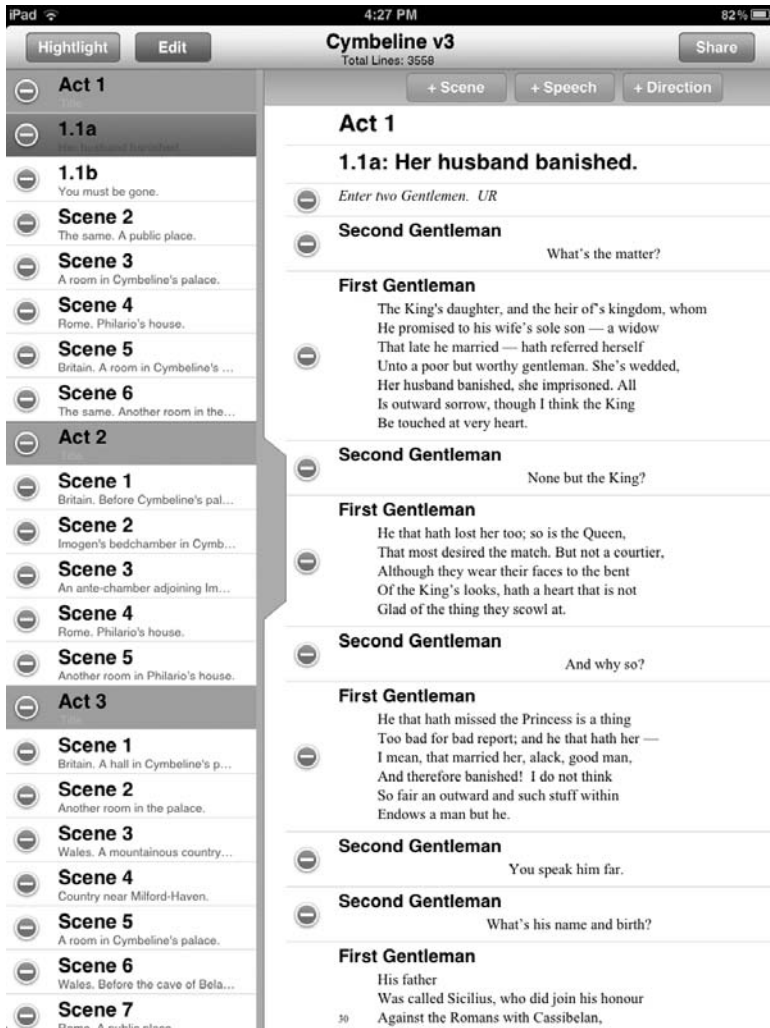 iPad 4:27 PM 82%
Hightlight Edit Cymbeline v3 Share
Total Lines: 3558
Act 1
Title
1.1a
Her husband banished.
1.1b
You must be gone.
Scene 2
The same. A public place.
Scene 3
A room in Cymbeline's palace.
Scene 4
Rome. Philario's house.
Scene 5
Britain. A room in Cymbeline's ...
Scene 6
The same. Another room in the...
Act 2
Title
Scene 1
Britain. Before Cymbeline's pal...
Scene 2
Imogen's bedchamber in Cymb...
Scene 3
An ante-chamber adjoining Im...
Scene 4
Rome. Philario's house.
Scene 5
Another room in Philario's house.
Act 3
Title
Scene 1
Britain. A hall in Cymbeline's p...
Scene 2
Another room in the palace.
Scene 3
Wales. A mountainous country...
Scene 4
Country near Milford-Haven.
Scene 5
A room in Cymbeline's palace.
Scene 6
Wales. Before the cave of Bela...
Scene 7
Rome. A public place.
+ Scene + Speech + Direction
Act 1
1.1a: Her husband banished.
Enter two Gentlemen. UR
Second Gentleman
What's the matter?
First Gentleman
The King's daughter, and the heir of's kingdom, whom
He promised to his wife's sole son — a widow
That late he married — hath referred herself
Unto a poor but worthy gentleman. She's wedded,
Her husband banished, she imprisoned. All
Is outward sorrow, though I think the King
Be touched at very heart.
Second Gentleman
None but the King?
First Gentleman
He that hath lost her too; so is the Queen,
That most desired the match. But not a courtier,
Although they wear their faces to the bent
Of the King's looks, hath a heart that is not
Glad of the thing they scowl at.
Second Gentleman
And why so?
First Gentleman
He that hath missed the Princess is a thing
Too bad for bad report; and he that hath her —
I mean, that married her, alack, good man,
And therefore banished! I do not think
So fair an outward and such stuff within
Endows a man but he.
Second Gentleman
You speak him far.
Second Gentleman
What's his name and birth?
First Gentleman
His father
Was called Sicilius, who did join his honour
30 Against the Romans with Cassibelan,